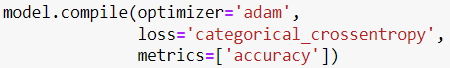 model.compile(optimizer='adam',
              loss='categorical_crossentropy',
              metrics=['accuracy'])